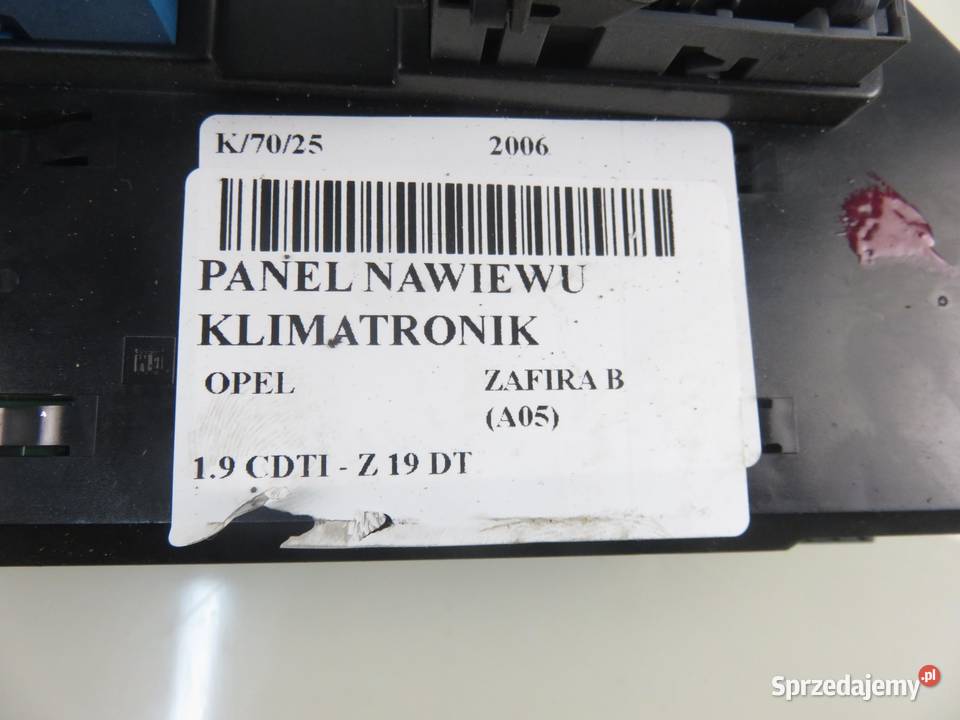 K/70/25 2006
PANEL NAWIEWU
KLIMATRONIK
OPEL ZAFIRA B
(A05)
1.9 CDTI - Z 19 DT
Sprzedajemy.pl